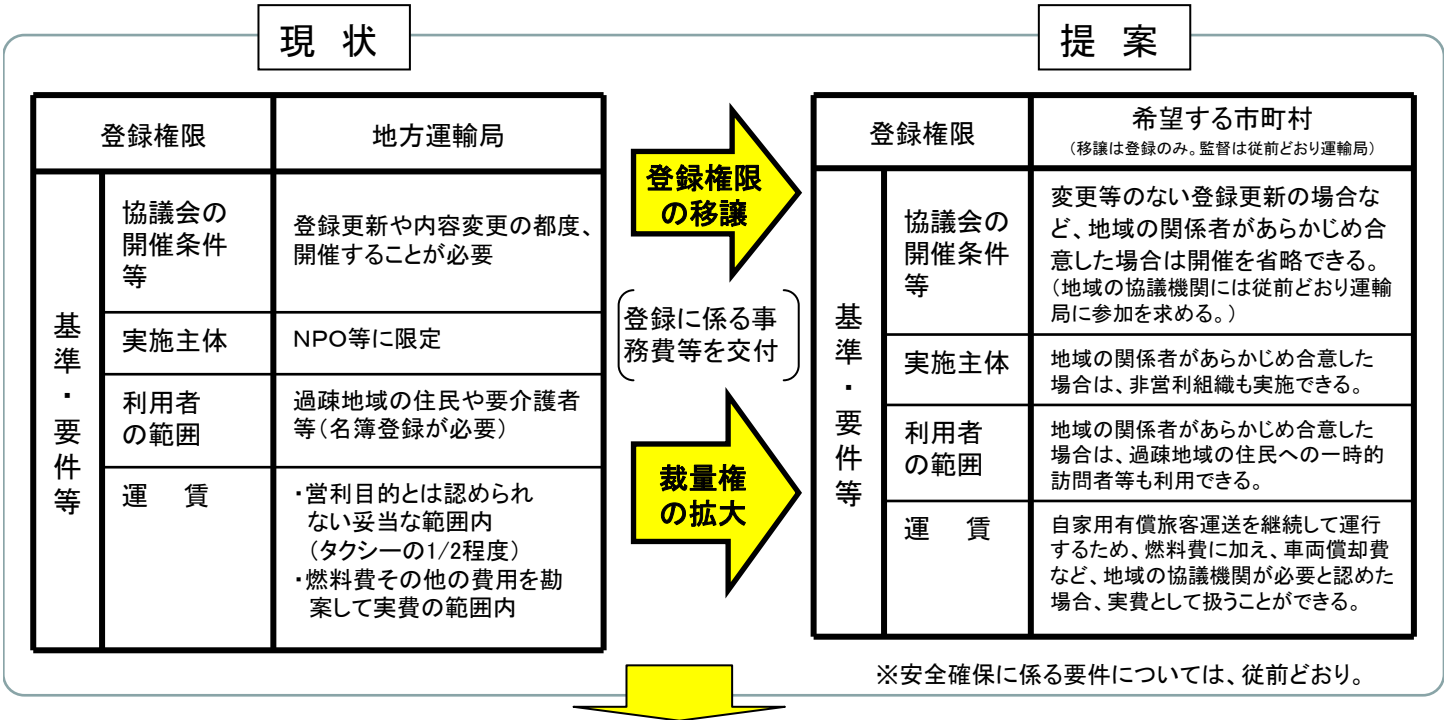 現 状
登録権限
地方運輸局
基準・要件等
協議会の
開催条件
等
登録更新や内容変更の都度、
開催することが必要
実施主体
NPO等に限定
利用者
の範囲
過疎地域の住民や要介護者
等(名簿登録が必要)
運 賃
・営利目的とは認められ
ない妥当な範囲内
(タクシーの1/2程度)
・燃料費その他の費用を勘
案して実費の範囲内
登録権限
の移譲
登録に係る事
務費等を交付
裁量権
の拡大
提 案
登録権限
希望する市町村
(移譲は登録のみ。監督は従前どおり運輸局)
基準・要件等
協議会の
開催条件
等
変更等のない登録更新の場合な
ど、地域の関係者があらかじめ合
意した場合は開催を省略できる。
(地域の協議機関には従前どおり運輸
局に参加を求める。)
実施主体
地域の関係者があらかじめ合意した
場合は、非営利組織も実施できる。
利用者
の範囲
地域の関係者があらかじめ合意した
場合は、過疎地域の住民への一時的
訪問者等も利用できる。
運 賃
自家用有償旅客運送を継続して運行
するため、燃料費に加え、車両償却費
など、地域の協議機関が必要と認めた
場合、実費として扱うことができる。
※安全確保に係る要件については、従前どおり。